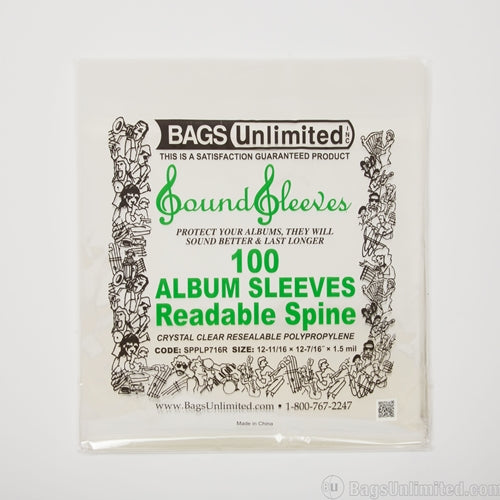 BAGS Unlimited INC
THIS IS A SATISFACTION GUARANTEED PRODUCT
Sound Sleeves
PROTECT YOUR ALBUMS, THEY WILL
SOUND BETTER & LAST LONGER
100
ALBUM SLEEVES
Readable Spine
CRYSTAL CLEAR RESEALABLE POLYPROPYLENE
CODE: SPPLP716R SIZE: 12-11/16 × 12-7/16" × 1.5 mil
www.BagsUnlimited.com • 1-800-767-2247
Made in China
BU BagsUnlimited.com